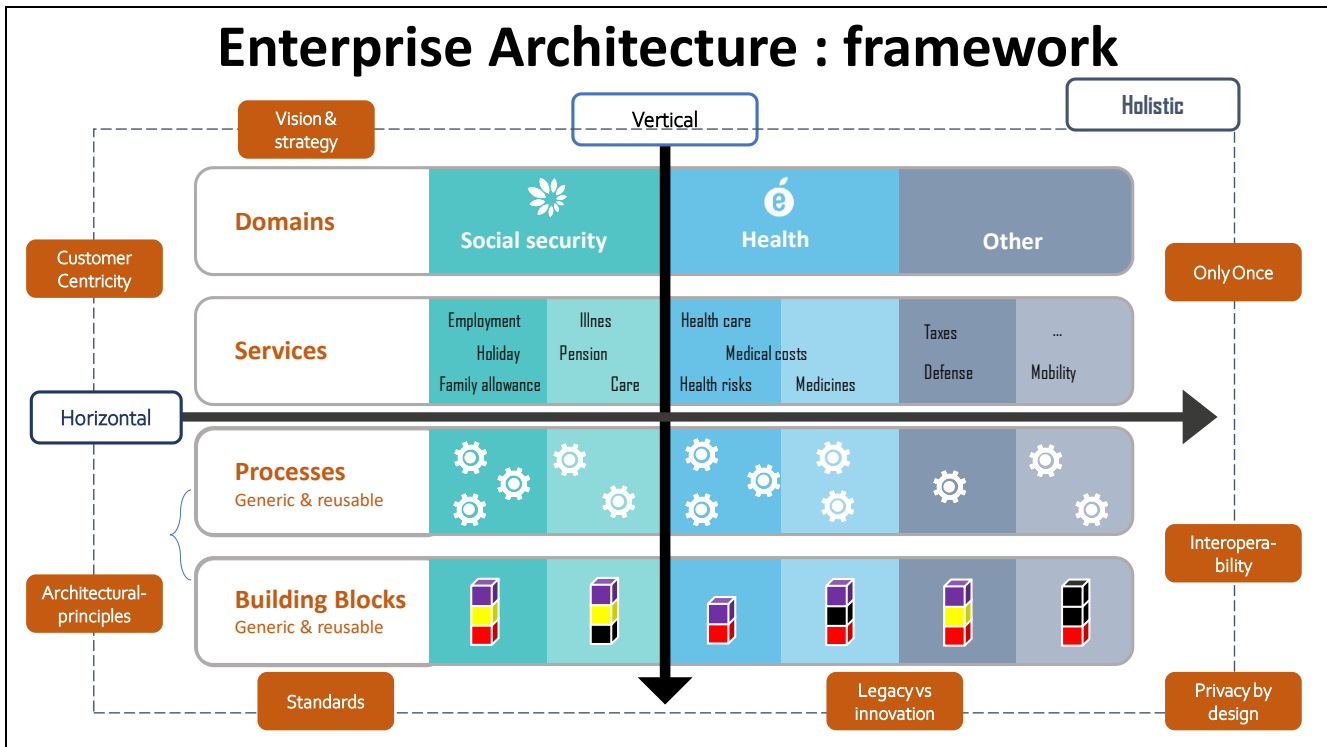 Enterprise Architecture : framework
Holistic
Vision &
strategy
Vertical
Domains
Social security
e
Health
Other
Customer
Centricity
Only Once
Services
Employment
Holiday
Family allowance
Illnes
Pension
Care
Health care
Medical costs
Health risks
Medicines
Taxes
Defense
...
Mobility
Horizontal
Processes
Generic & reusable
Interopera-
bility
Architectural-
principles
Building Blocks
Generic & reusable
Standards
Legacy vs
innovation
Privacy by
design